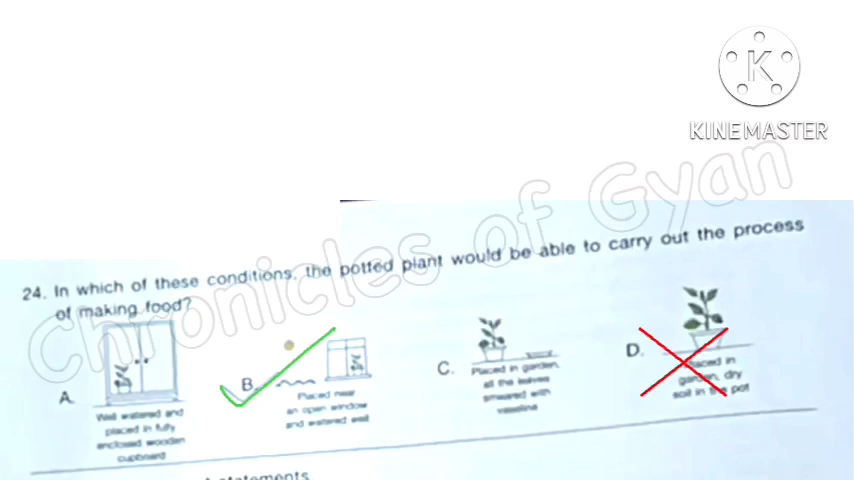 KINEMASTER
Chronicles of Gyan
24. In which of these conditions, the potted plant would be able to carry out the process
of making food?
A.
Well watered and
placed in fully
enclosed wooden
cupboard
B.
Placed near
an open window
and watered well
C.
Placed in garden,
all the leaves
smeared with
vaseline
D.
Placed in
garden, dry
soil in the pot
statements